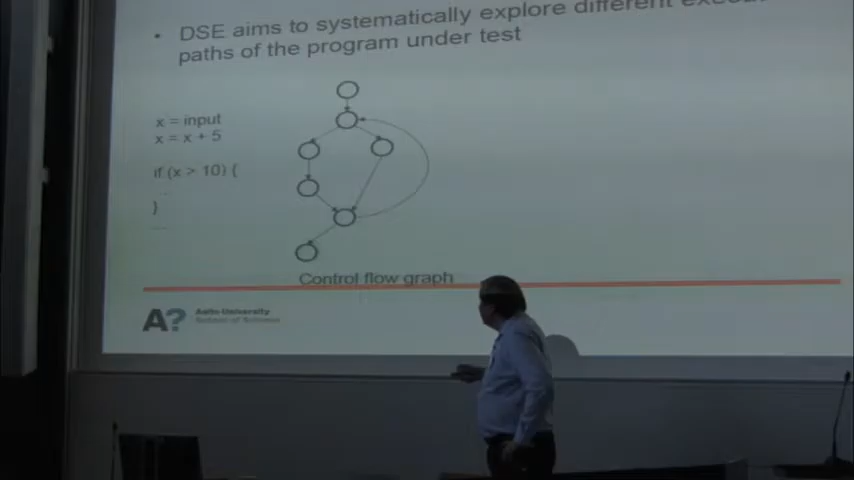 • DSE aims to systematically explore different
paths of the program under test
x = input
x = x + 5
if (x > 10) {
...
}
....
Control flow graph
A?
Aalto University
School of Science